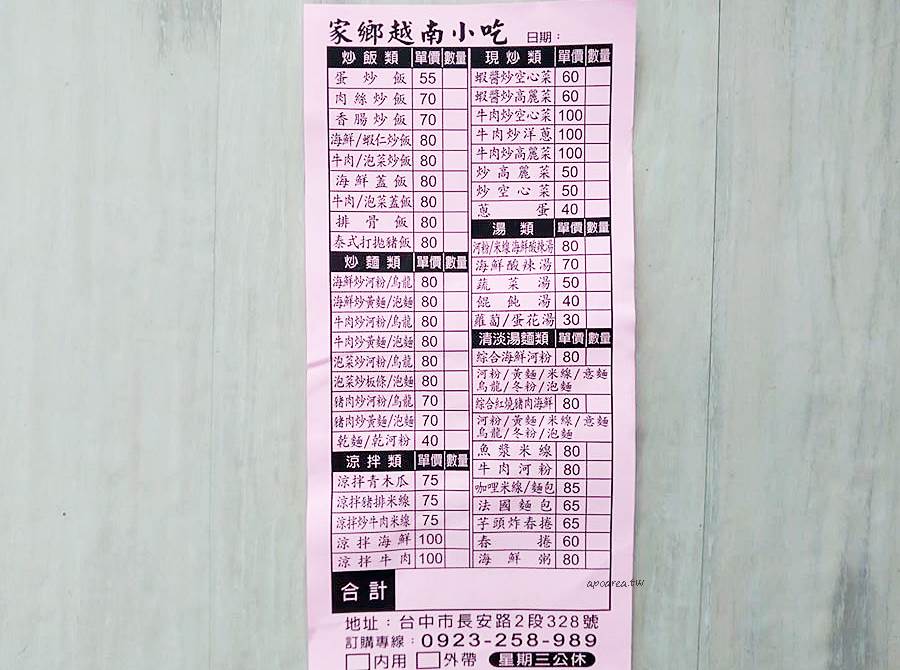 家鄉越南小吃 日期：
炒飯類 單價 數量
蛋炒飯 55
肉絲炒飯 70
香腸炒飯 70
海鮮/蝦仁炒飯 80
牛肉/泡菜炒飯 80
海鮮蓋飯 80
牛肉/泡菜蓋飯 80
排骨飯 80
泰式打拋豬飯 80
炒麵類 單價 數量
海鮮炒河粉/烏龍 80
海鮮炒黃麵/泡麵 80
牛肉炒河粉/烏龍 80
牛肉炒黃麵/泡麵 80
泡菜炒河粉/烏龍 80
泡菜炒板條/泡麵 80
豬肉炒河粉/烏龍 70
豬肉炒黃麵/泡麵 70
乾麵/乾河粉 40
涼拌類 單價 數量
涼拌青木瓜 75
涼拌豬排米線 75
涼拌炒牛肉米線 75
涼拌海鮮 100
涼拌牛肉 100
現炒類 單價 數量
蝦醬炒空心菜 60
蝦醬炒高麗菜 60
牛肉炒空心菜 100
牛肉炒洋蔥 100
牛肉炒高麗菜 100
炒高麗菜 50
炒空心菜 50
蔥蛋 40
湯類 單價 數量
河粉/米線海鮮酸辣湯 80
海鮮酸辣湯 70
蔬菜湯 50
餛飩湯 40
蘿蔔/蛋花湯 30
清淡湯麵類 單價 數量
綜合海鮮河粉 80
河粉/黃麵/米線/意麵
烏龍/冬粉/泡麵
綜合紅燒豬肉海鮮 80
河粉/黃麵/米線/意麵
烏龍/冬粉/泡麵
魚漿米線 80
牛肉河粉 80
咖哩米線/麵包 85
法國麵包 65
芋頭炸春捲 65
春捲 60
海鮮粥 80
合計
apoarea.tw
地址：台中市長安路2段328號
訂購專線：0923-258-989
內用 外帶 星期三公休